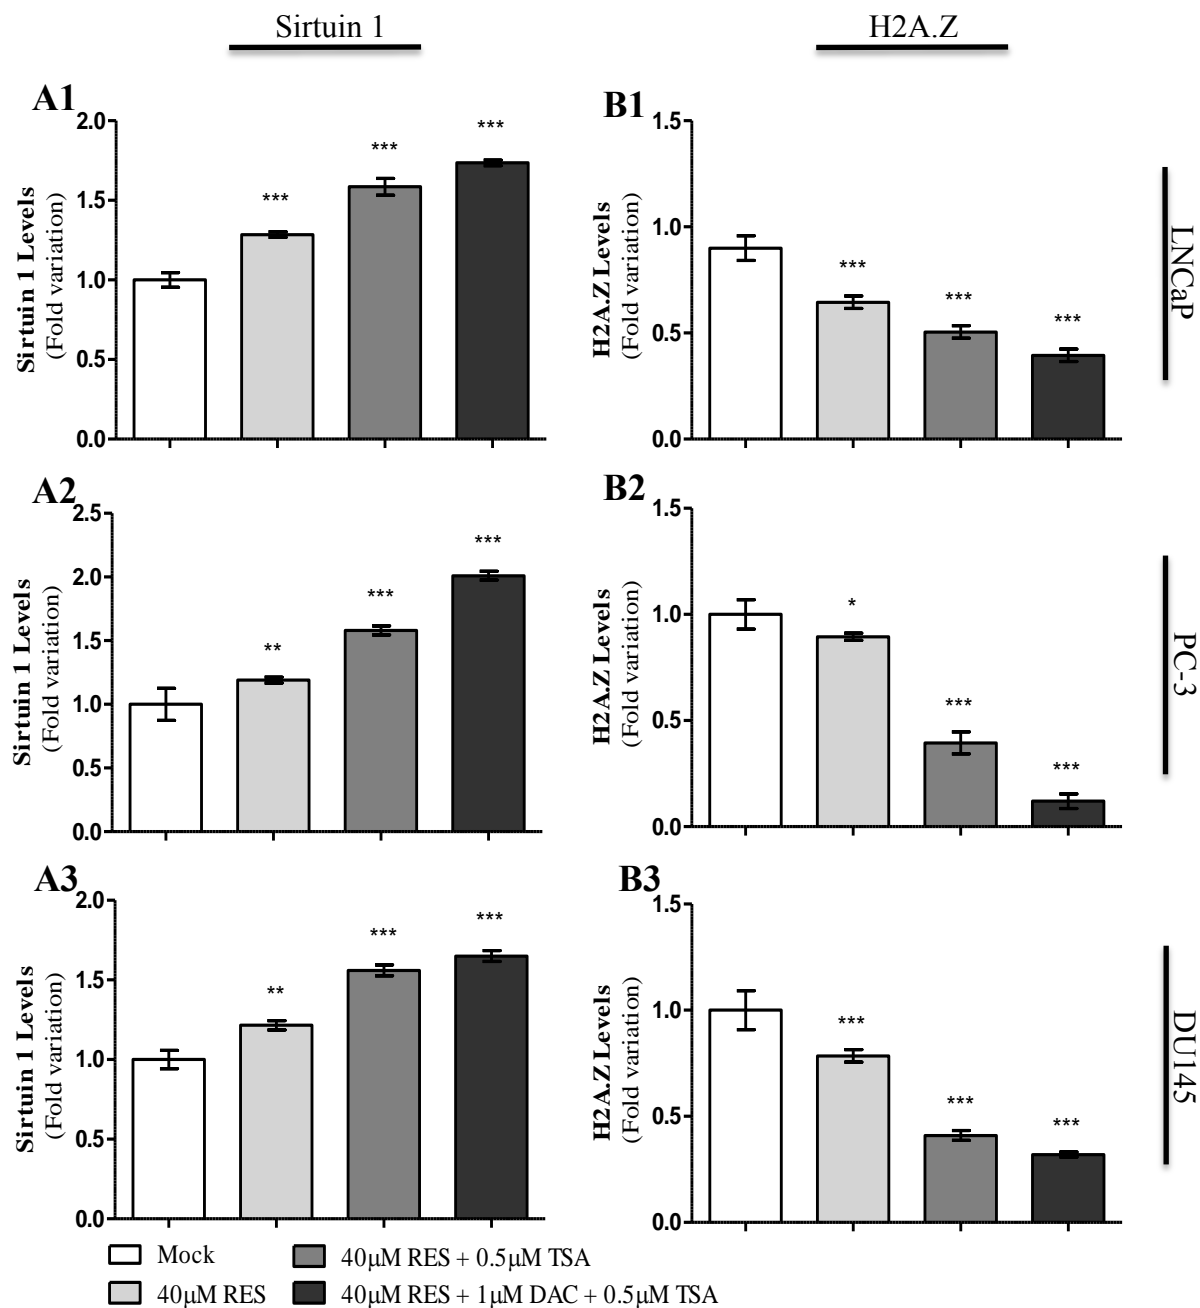 Sirtuin 1
H2A.Z
A1
Sirtuin 1 Levels
(Fold variation)
2.0
1.5
1.0
0.5
0.0
***
***
***
B1
H2A.Z Levels
(Fold variation)
1.5
1.0
0.5
0.0
***
***
***
LNCaP
A2
Sirtuin 1 Levels
(Fold variation)
2.5
2.0
1.5
1.0
0.5
0.0
**
***
***
B2
H2A.Z Levels
(Fold variation)
1.5
1.0
0.5
0.0
*
***
***
PC-3
A3
Sirtuin 1 Levels
(Fold variation)
2.0
1.5
1.0
0.5
0.0
**
***
***
B3
H2A.Z Levels
(Fold variation)
1.5
1.0
0.5
0.0
***
***
***
DU145
Mock
40μM RES + 0.5μM TSA
40μM RES
40μM RES + 1μM DAC + 0.5μM TSA